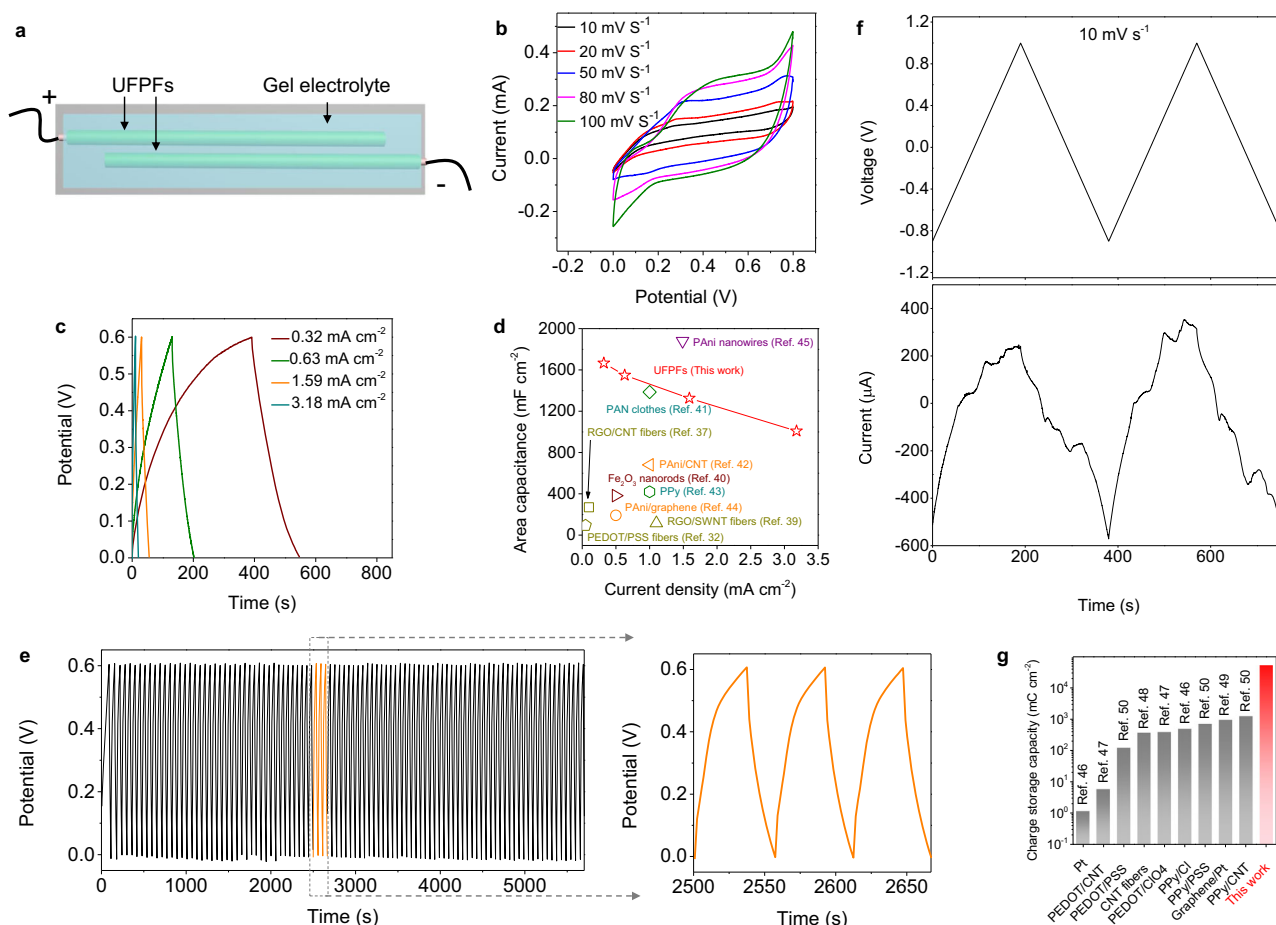 a
UFPFs
Gel electrolyte
+
-
b
10 mV S⁻¹
20 mV S⁻¹
50 mV S⁻¹
80 mV S⁻¹
100 mV S⁻¹
0.4
0.2
0.0
-0.2
Current (mA)
-0.2 0.0 0.2 0.4 0.6 0.8
Potential (V)
c
0.32 mA cm⁻²
0.63 mA cm⁻²
1.59 mA cm⁻²
3.18 mA cm⁻²
0.6
0.4
0.2
0.0
Potential (V)
0 200 400 600 800
Time (s)
d
2000
1600
1200
800
400
0
Area capacitance (mF cm⁻²)
PAni nanowires (Ref. 45)
UFPFs (This work)
PAN clothes (Ref. 41)
RGO/CNT fibers (Ref. 37)
PAni/CNT (Ref. 42)
Fe₂O₃ nanorods (Ref. 40)
PPy (Ref. 43)
PAni/graphene (Ref. 44)
RGO/SWNT fibers (Ref. 39)
PEDOT/PSS fibers (Ref. 32)
0.0 0.5 1.0 1.5 2.0 2.5 3.0 3.5
Current density (mA cm⁻²)
f
10 mV s⁻¹
1.2
0.8
0.4
0.0
-0.4
-0.8
-1.2
Voltage (V)
400
200
0
-200
-400
-600
Current (µA)
0 200 400 600
Time (s)
e
0.6
0.4
0.2
0.0
Potential (V)
0 1000 2000 3000 4000 5000
Time (s)
0.6
0.4
0.2
0.0
Potential (V)
2500 2550 2600 2650
Time (s)
g
10⁴
10³
10²
10¹
10⁰
10⁻¹
Charge storage capacity (mC cm⁻²)
Ref. 46
Ref. 47
Ref. 50
Ref. 48
Ref. 47
Ref. 46
Ref. 50
Ref. 49
Ref. 50
Pt
PEDOT/CNT
PEDOT/PSS
CNT fibers
PEDOT/ClO4
PPy/Cl
PPy/PSS
Graphene/Pt
PPy/CNT
This work